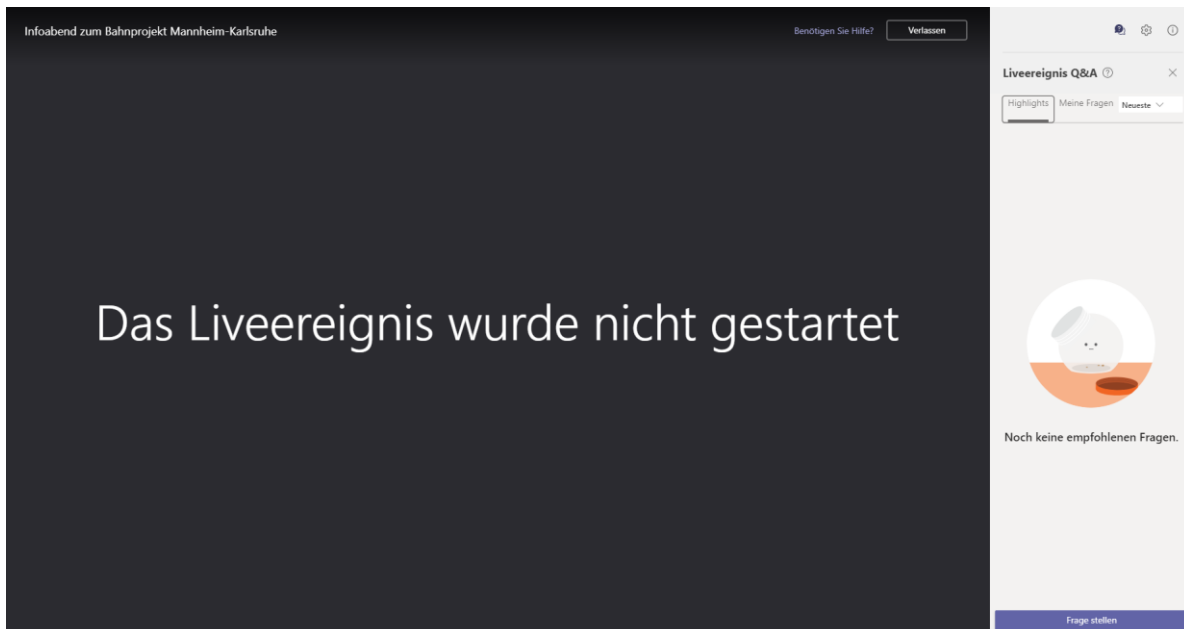 Infoabend zum Bahnprojekt Mannheim-Karlsruhe
Benötigen Sie Hilfe?
Verlassen
Das Liveereignis wurde nicht gestartet
Liveereignis Q&A
Highlights Meine Fragen Neueste
Noch keine empfohlenen Fragen.
Frage stellen